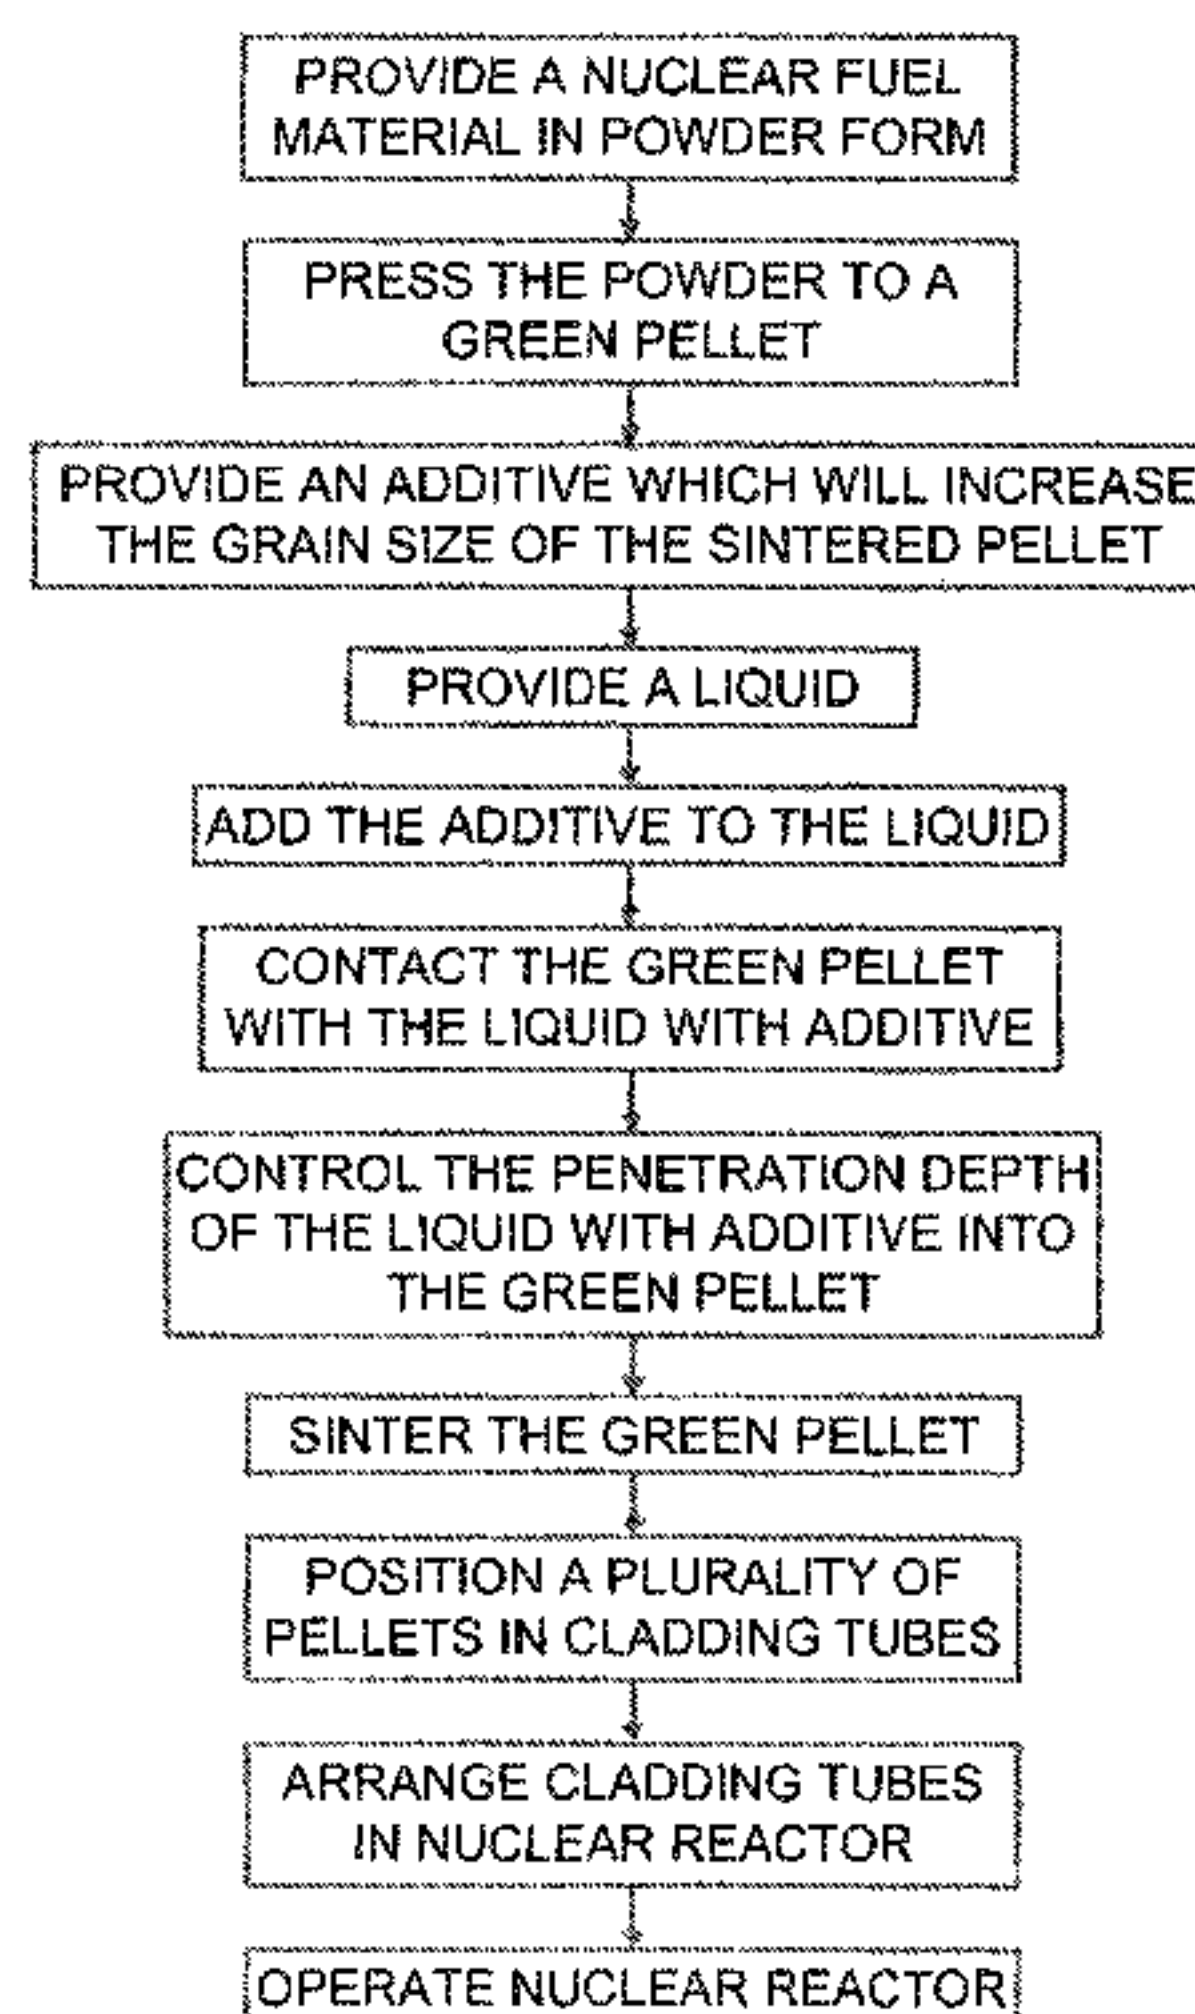 PROVIDE A NUCLEAR FUEL
MATERIAL IN POWDER FORM
PRESS THE POWDER TO A
GREEN PELLET
PROVIDE AN ADDITIVE WHICH WILL INCREASE
THE GRAIN SIZE OF THE SINTERED PELLET
PROVIDE A LIQUID
ADD THE ADDITIVE TO THE LIQUID
CONTACT THE GREEN PELLET
WITH THE LIQUID WITH ADDITIVE
CONTROL THE PENETRATION DEPTH
OF THE LIQUID WITH ADDITIVE INTO
THE GREEN PELLET
SINTER THE GREEN PELLET
POSITION A PLURALITY OF
PELLETS IN CLADDING TUBES
ARRANGE CLADDING TUBES
IN NUCLEAR REACTOR
OPERATE NUCLEAR REACTOR